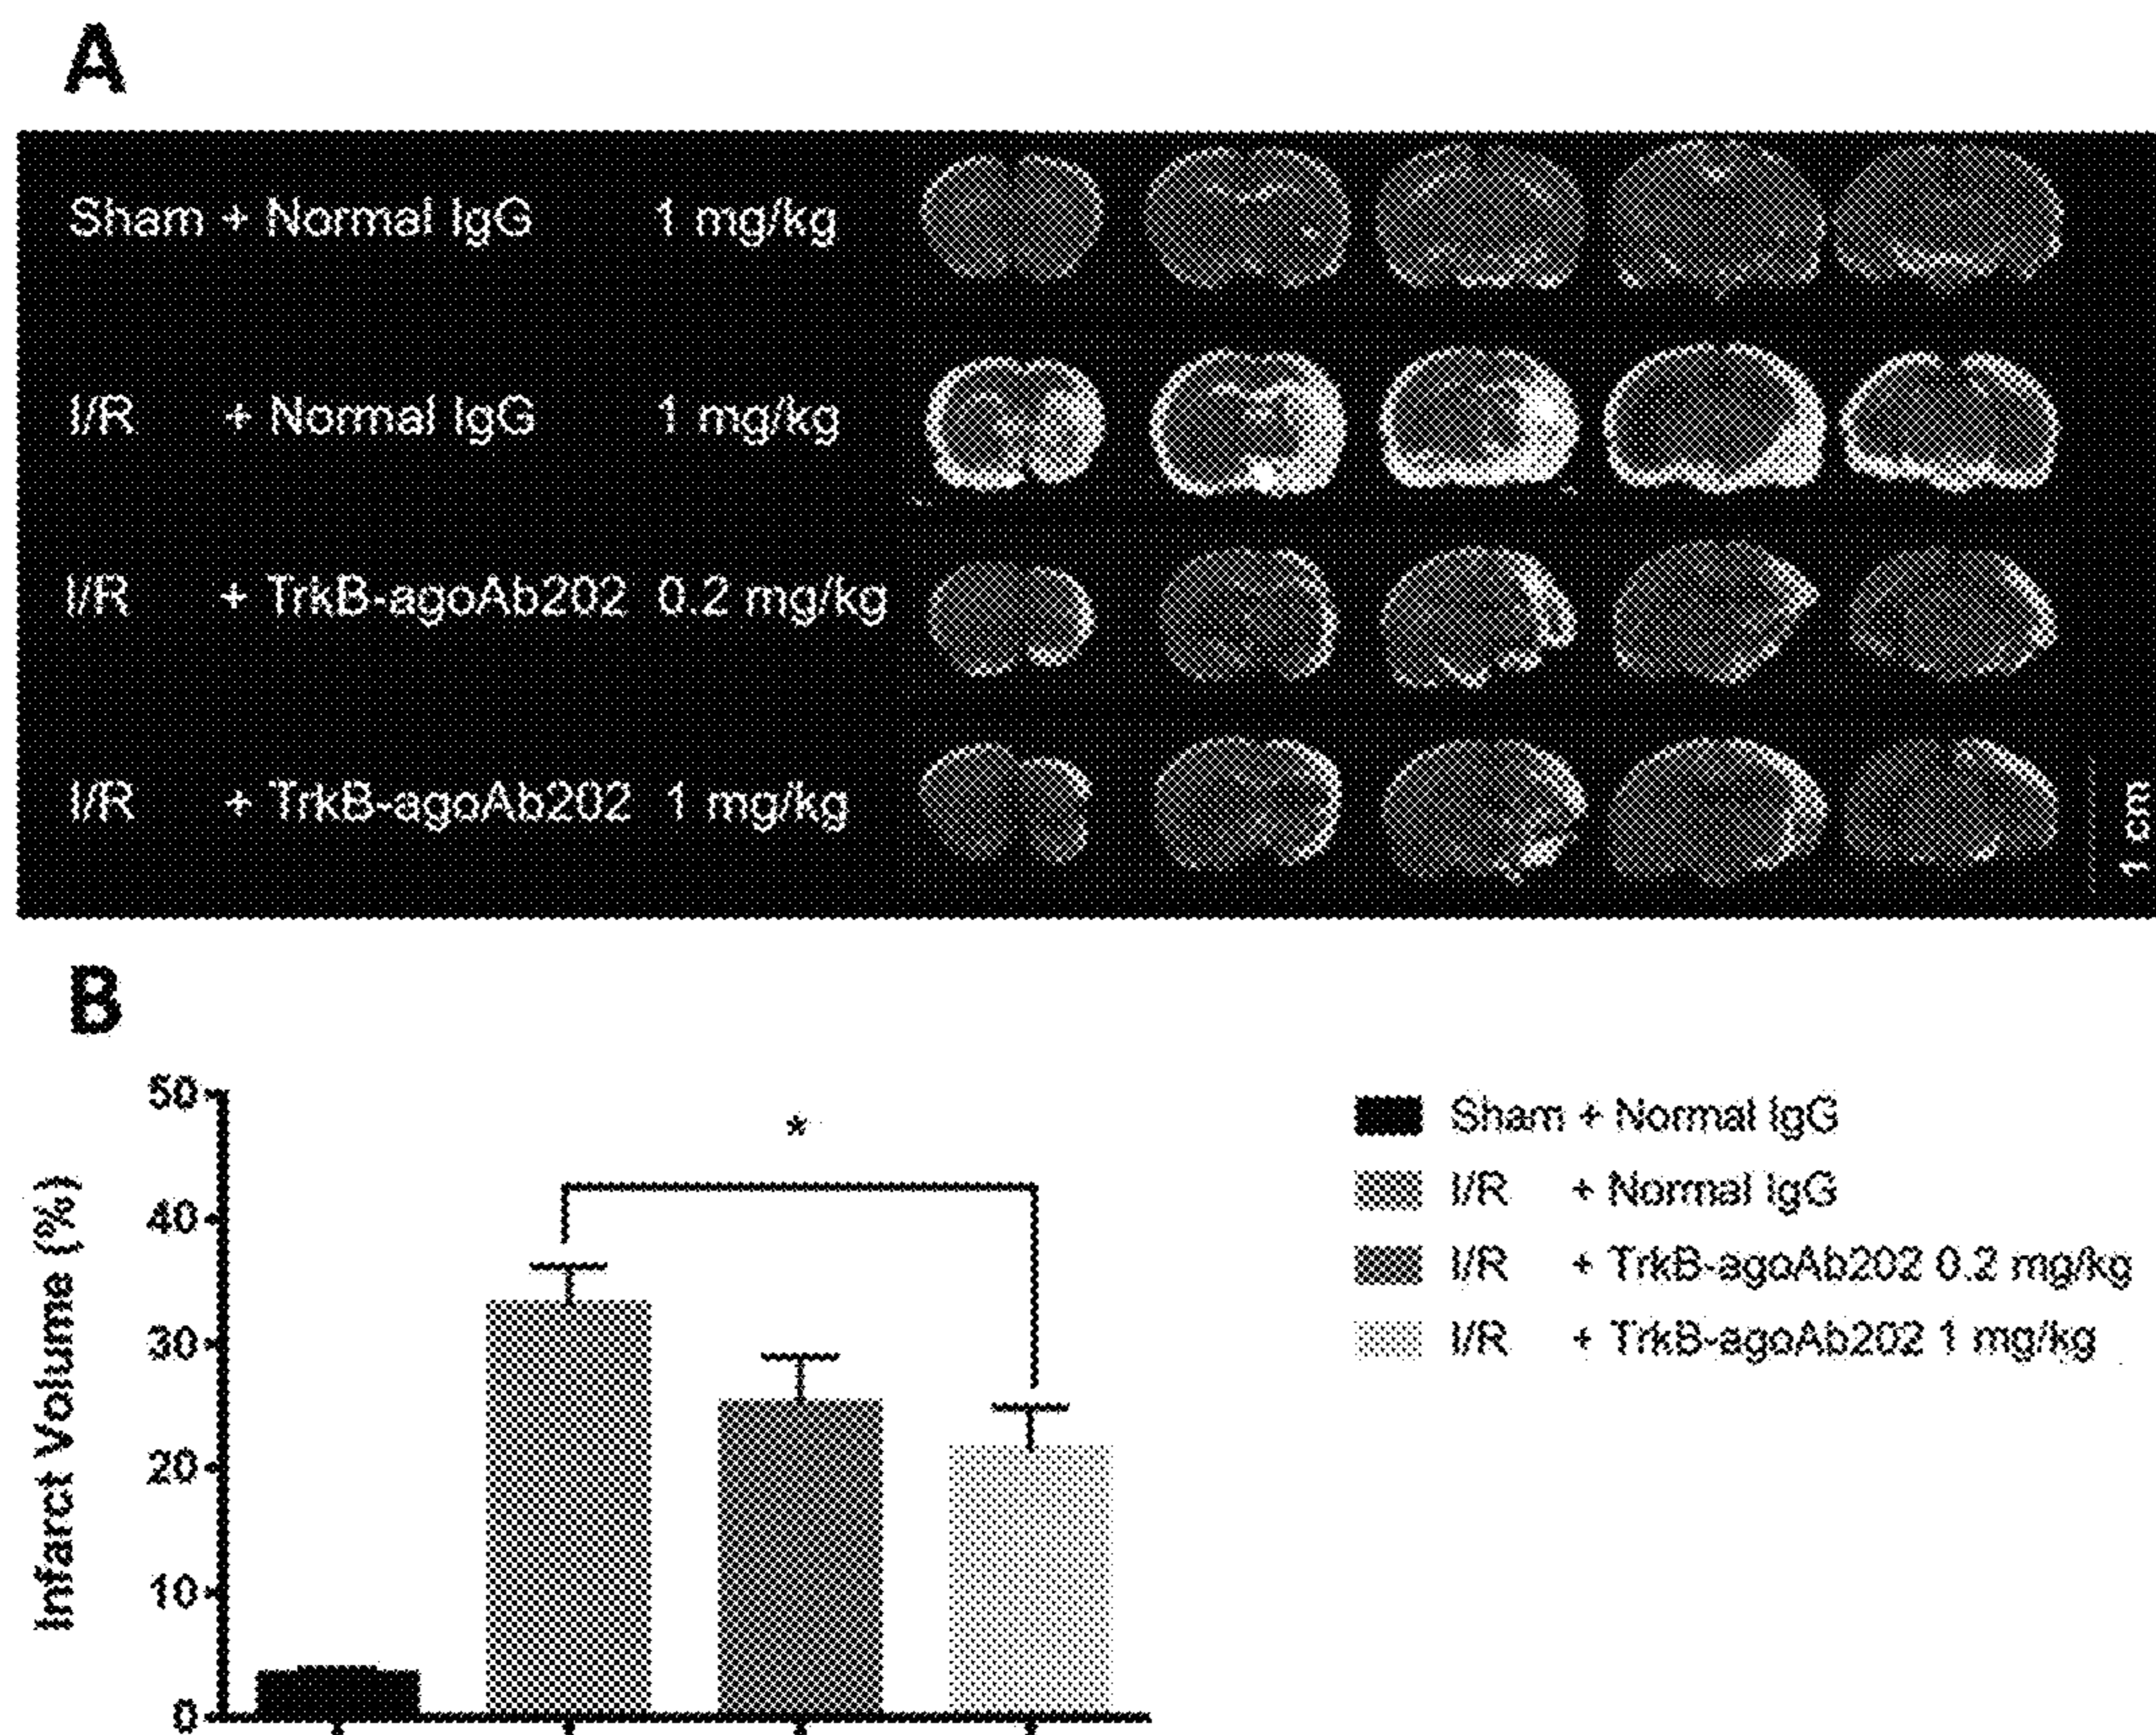 A
Sham + Normal IgG 1 mg/kg
I/R + Normal IgG 1 mg/kg
I/R + TrkB-agoAb202 0.2 mg/kg
I/R + TrkB-agoAb202 1 mg/kg
1 cm
B
Infarct Volume (%)
50
40
30
20
10
0
*
Sham + Normal IgG
I/R + Normal IgG
I/R + TrkB-agoAb202 0.2 mg/kg
I/R + TrkB-agoAb202 1 mg/kg